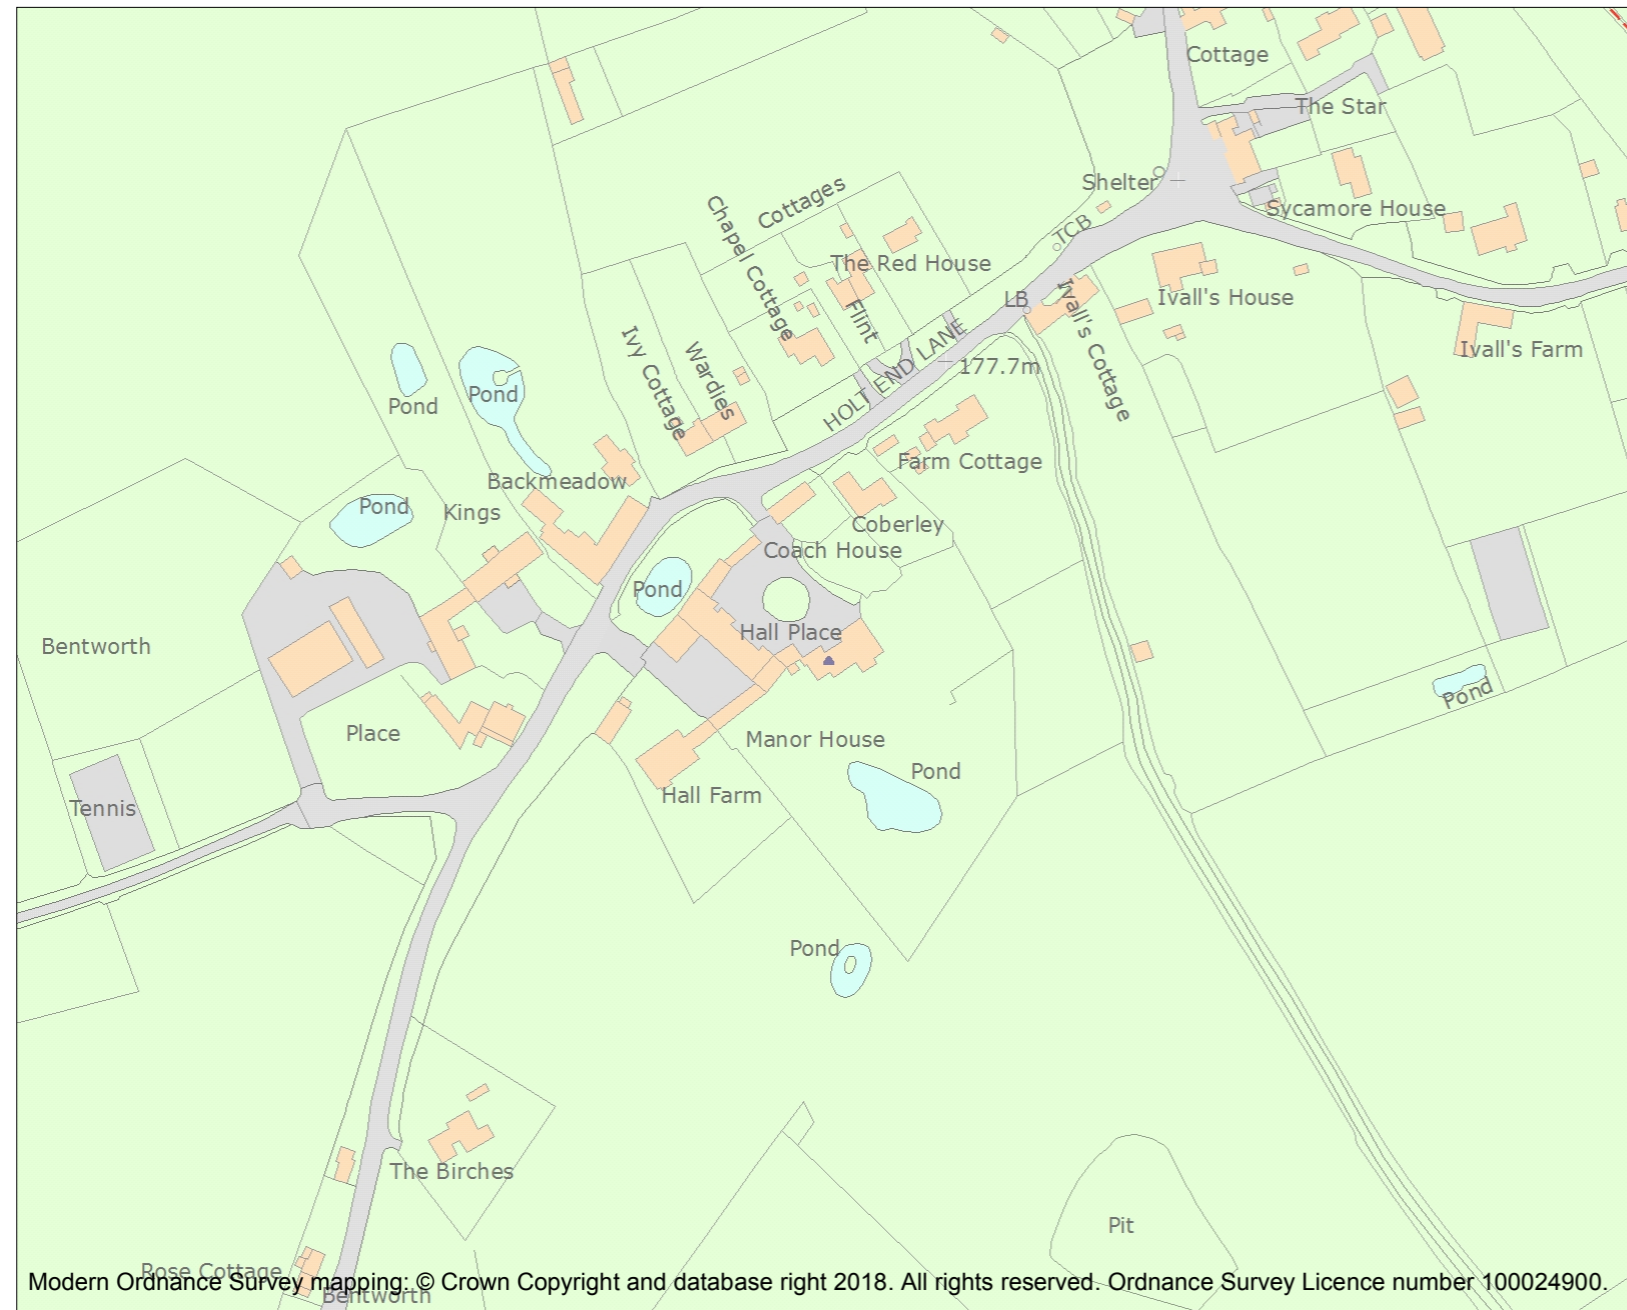 Cottage
The Star
Shelter
Cottages
Chapel Cottage
Sycamore House
TCB
The Red House
Ivall's House
LB
Ivall's Cottage
Flint
Ivy Cottage
Wardies
HOLT END LANE
177.7m
Ivall's Farm
Pond
Pond
Farm Cottage
Backmeadow
Pond
Kings
Coberley
Coach House
Pond
Hall Place
Bentworth
Pond
Place
Manor House
Pond
Hall Farm
Tennis
Pond
The Birches
Pit
Rose Cottage
Modern Ordnance Survey mapping: © Crown Copyright and database right 2018. All rights reserved. Ordnance Survey Licence number 100024900.
Bentworth